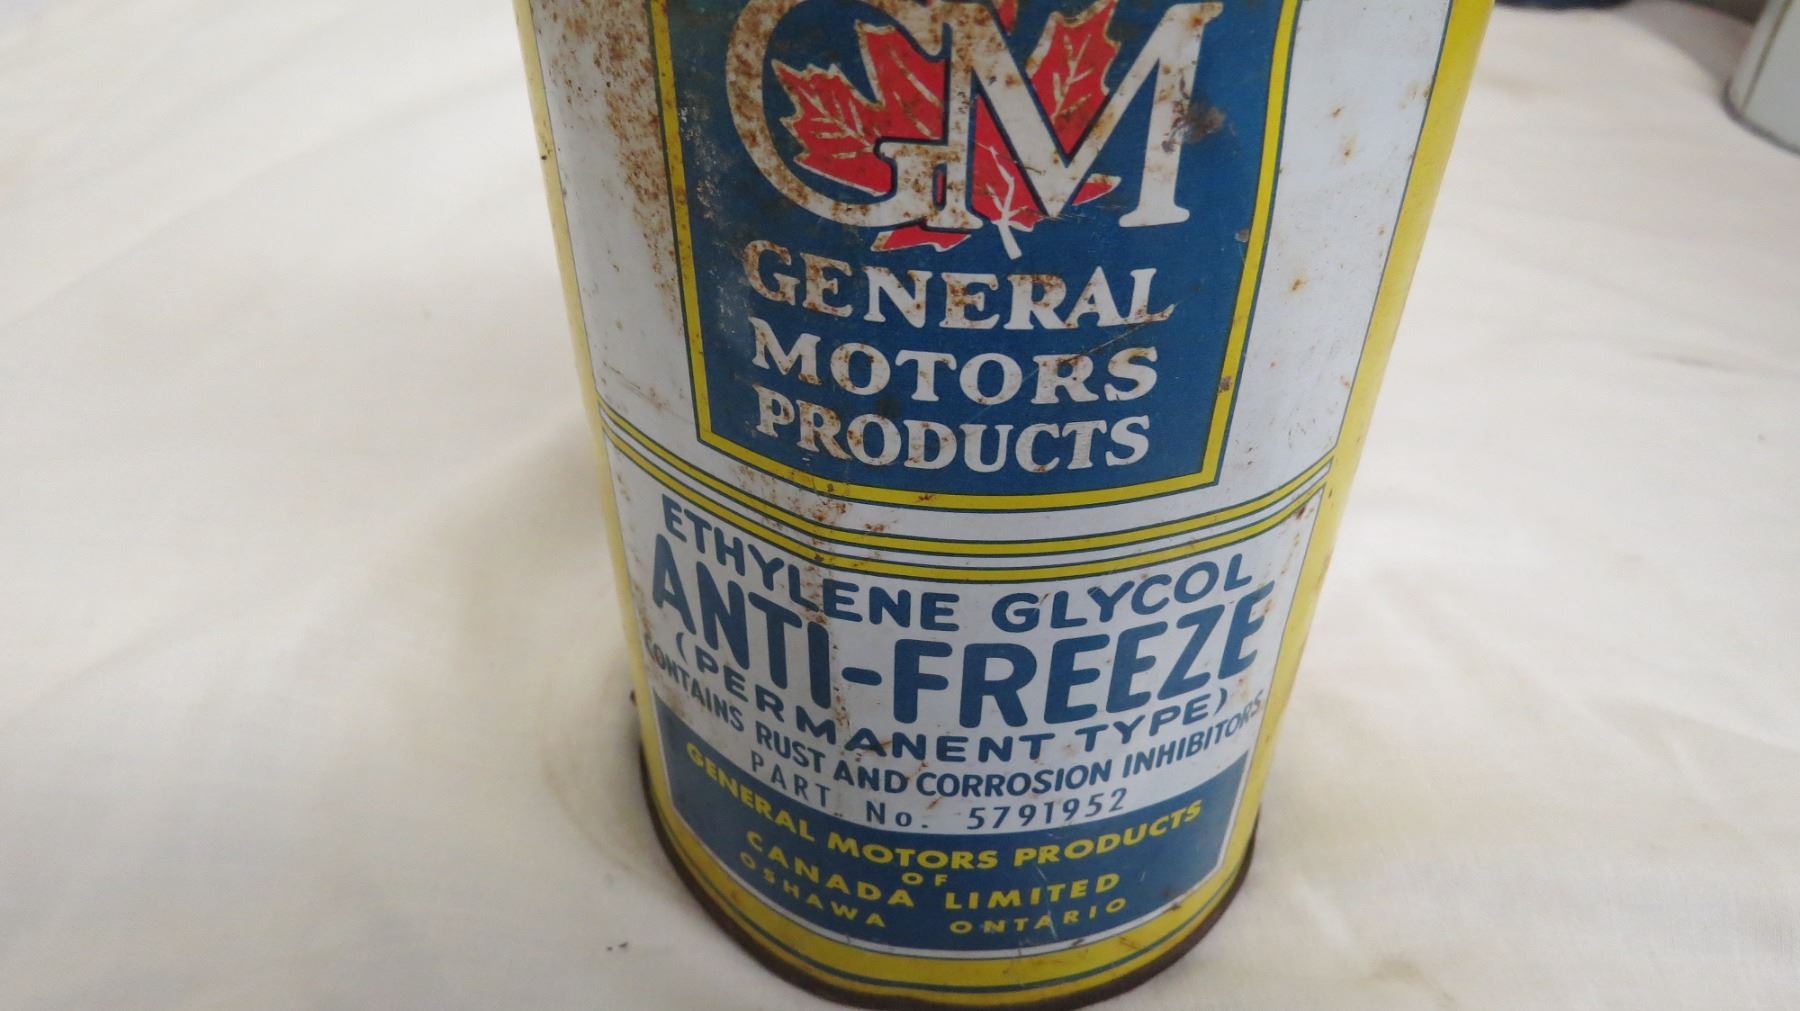 GM
GENERAL
MOTORS
PRODUCTS
ETHYLENE GLYCOL
ANTI-FREEZE
(PERMANENT TYPE)
CONTAINS RUST AND CORROSION INHIBITORS
PART No. 5791952
GENERAL MOTORS PRODUCTS
OF
CANADA LIMITED
OSHAWA ONTARIO